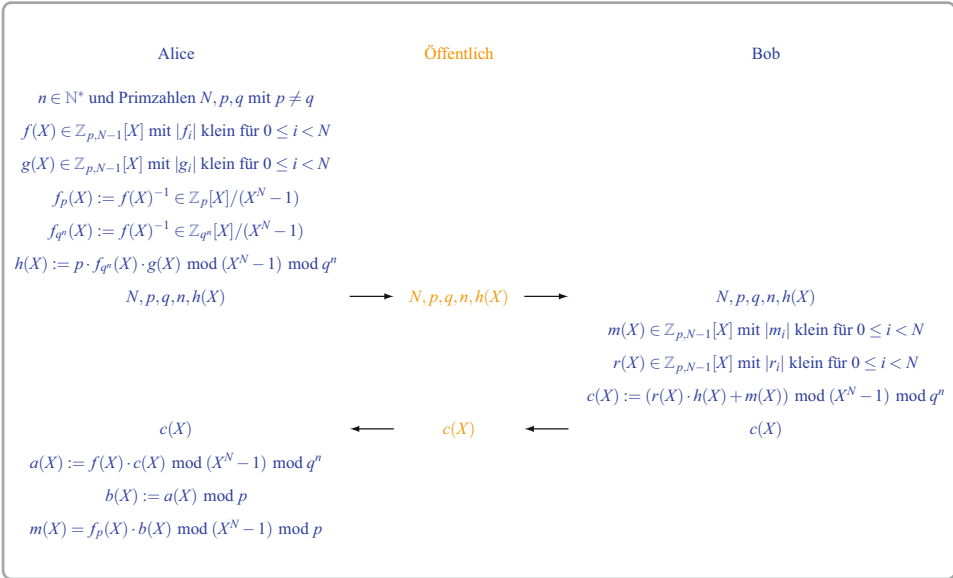 Alice Öffentlich Bob
n ∈ ℕ* und Primzahlen N, p, q mit p ≠ q
f(X) ∈ ℤ_{p,N−1}[X] mit |f_i| klein für 0 ≤ i < N
g(X) ∈ ℤ_{p,N−1}[X] mit |g_i| klein für 0 ≤ i < N
f_p(X) := f(X)^{−1} ∈ ℤ_p[X]/(X^N − 1)
f_{q^n}(X) := f(X)^{−1} ∈ ℤ_{q^n}[X]/(X^N − 1)
h(X) := p · f_{q^n}(X) · g(X) mod (X^N − 1) mod q^n
N, p, q, n, h(X) → N, p, q, n, h(X) → N, p, q, n, h(X)
m(X) ∈ ℤ_{p,N−1}[X] mit |m_i| klein für 0 ≤ i < N
r(X) ∈ ℤ_{p,N−1}[X] mit |r_i| klein für 0 ≤ i < N
c(X) := (r(X) · h(X) + m(X)) mod (X^N − 1) mod q^n
c(X) ← c(X) ← c(X)
a(X) := f(X) · c(X) mod (X^N − 1) mod q^n
b(X) := a(X) mod p
m(X) = f_p(X) · b(X) mod (X^N − 1) mod p